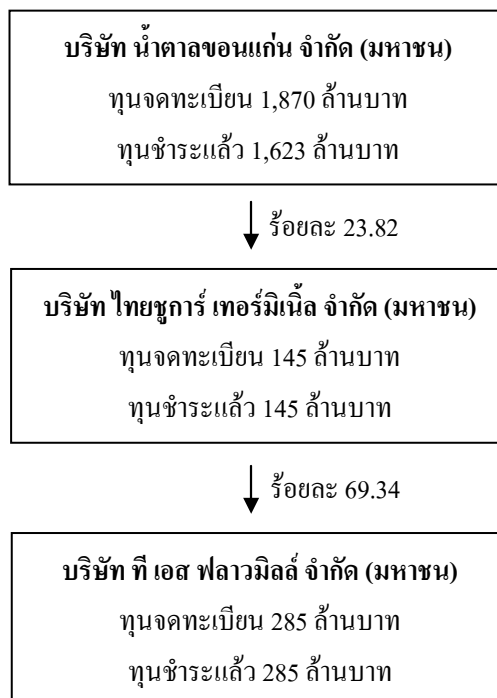 บริษัท น้ำตาลขอนแก่น จำกัด (มหาชน)
ทุนจดทะเบียน 1,870 ล้านบาท
ทุนชำระแล้ว 1,623 ล้านบาท
ร้อยละ 23.82
บริษัท ไทยชูการ์ เทอร์มิเนิ้ล จำกัด (มหาชน)
ทุนจดทะเบียน 145 ล้านบาท
ทุนชำระแล้ว 145 ล้านบาท
ร้อยละ 69.34
บริษัท ที เอส ฟลาวมิลล์ จำกัด (มหาชน)
ทุนจดทะเบียน 285 ล้านบาท
ทุนชำระแล้ว 285 ล้านบาท